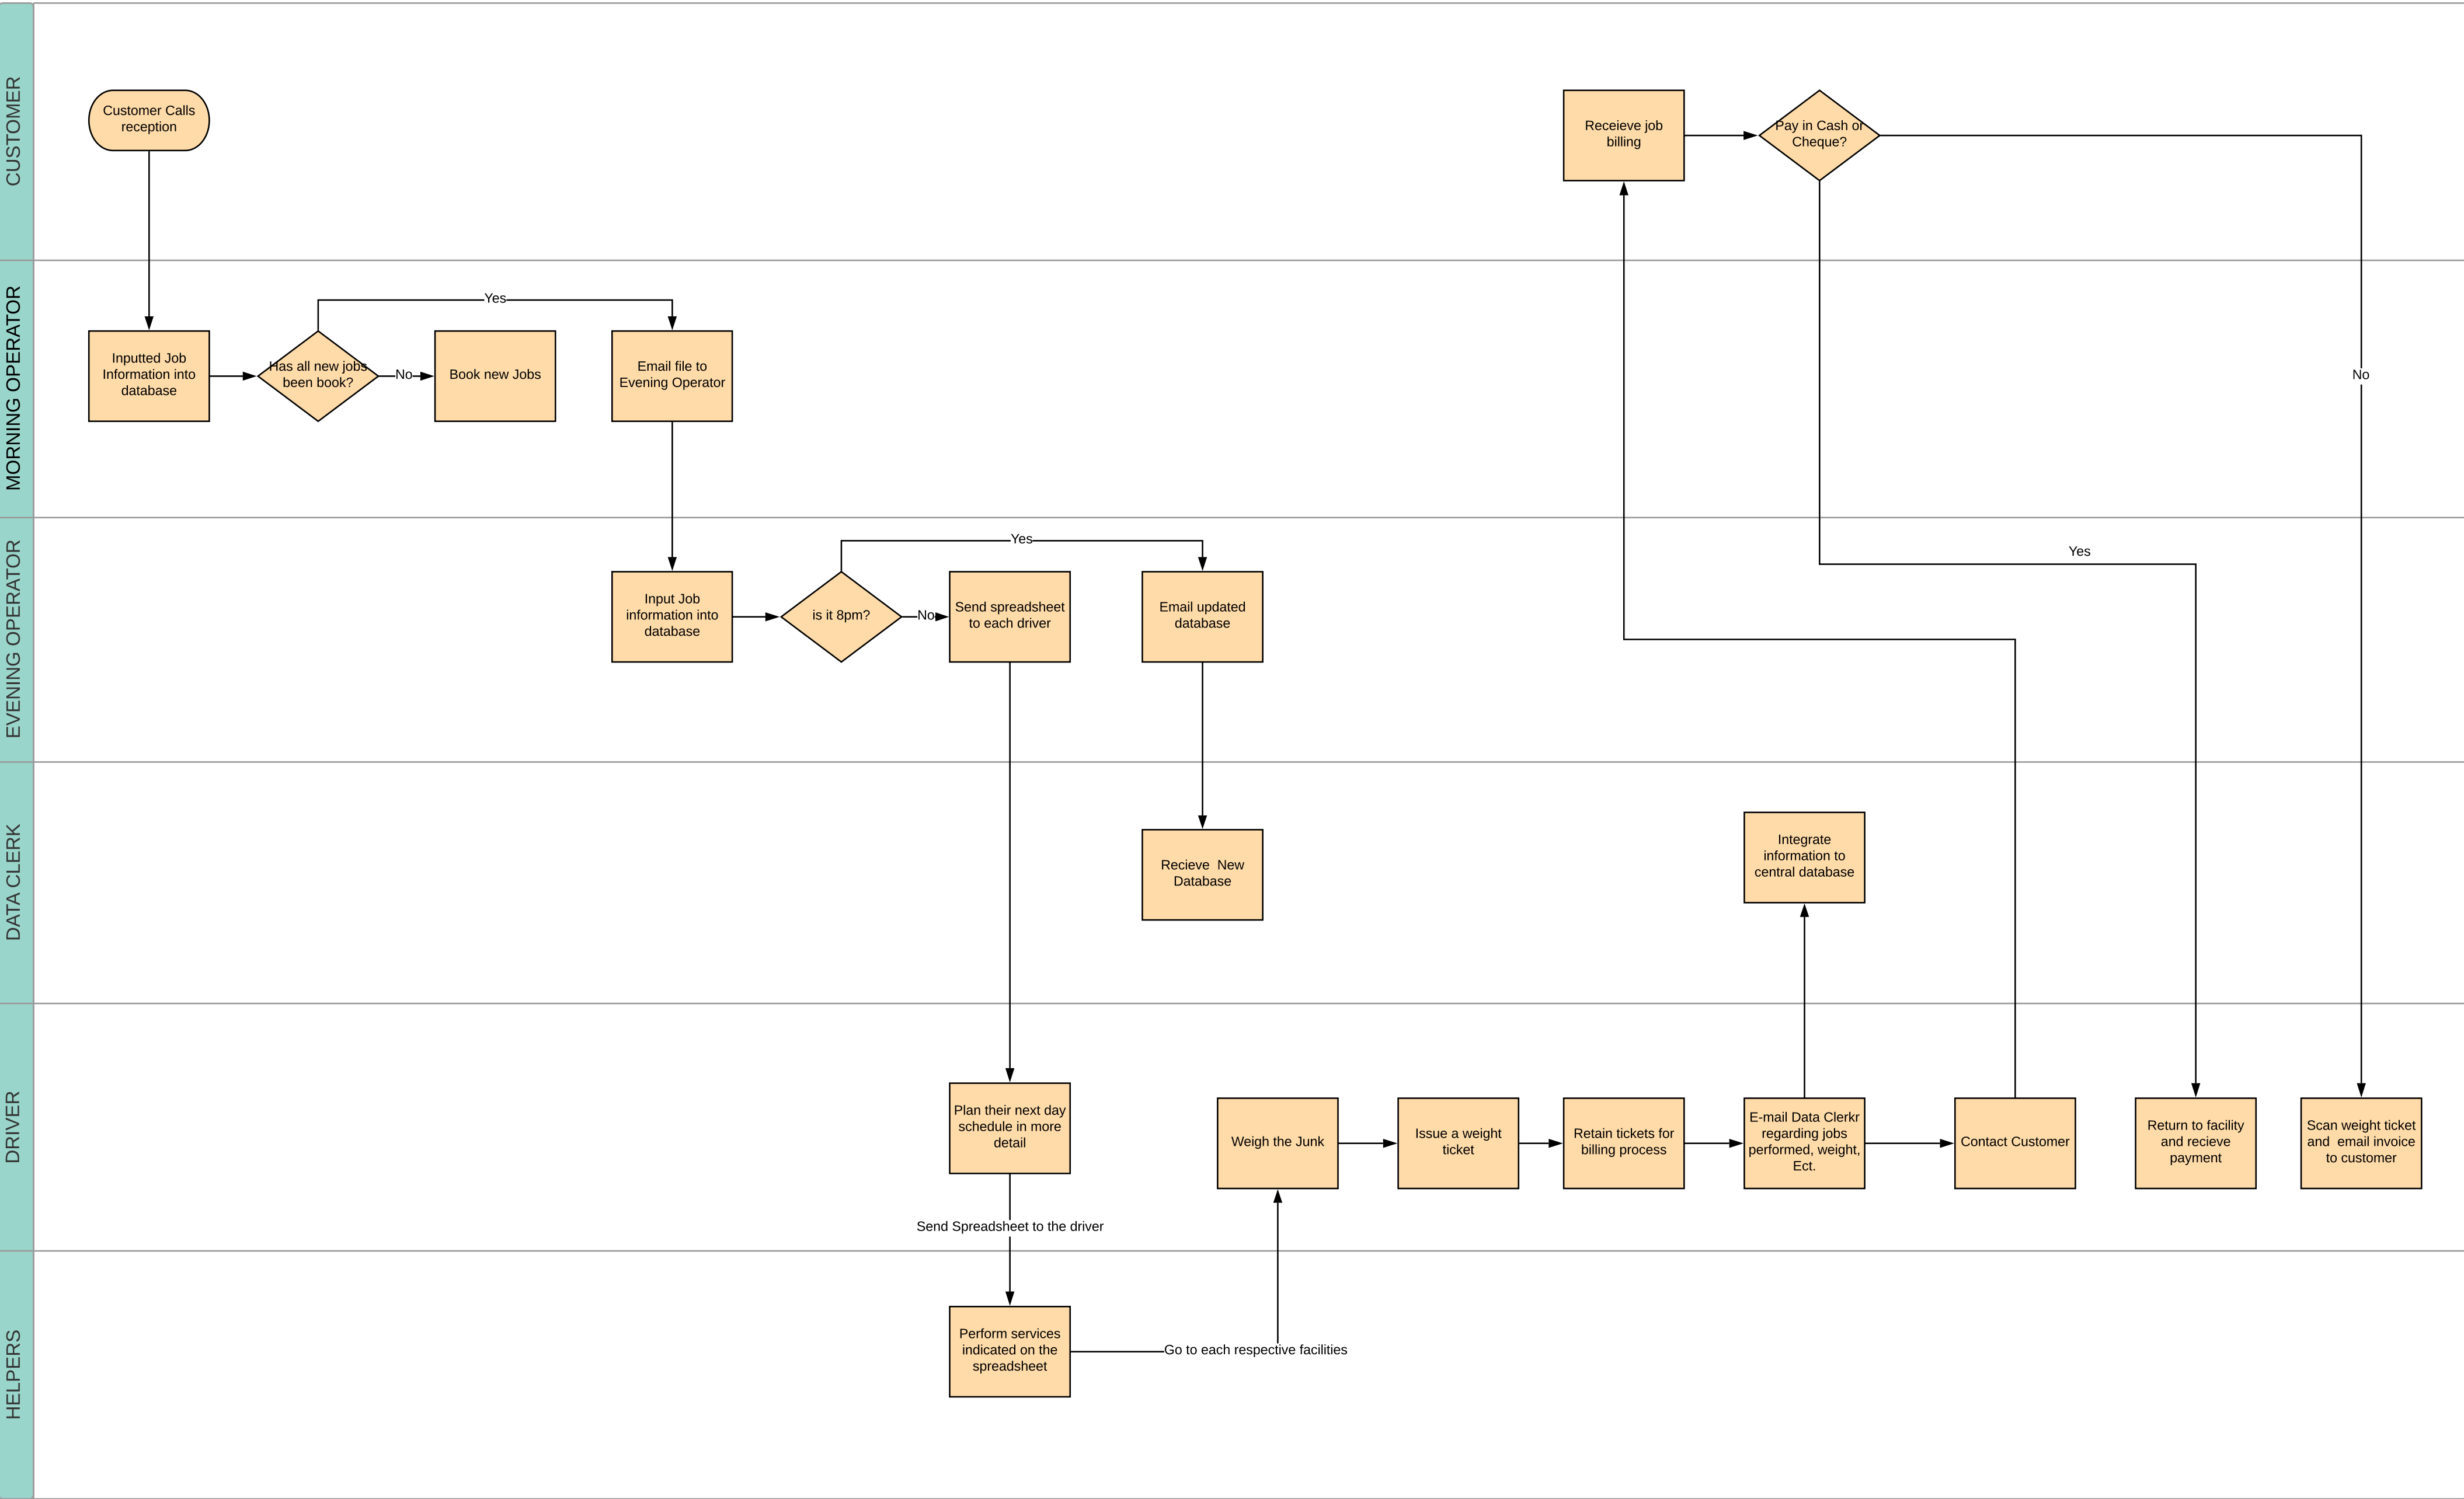 CUSTOMER
Customer Calls
reception
Receieve job
billing
Pay in Cash or
Cheque?
MORNING OPERATOR
Yes
Inputted Job
Information into
database
Has all new jobs
been book?
No
Book new Jobs
Email file to
Evening Operator
No
EVENING OPERATOR
Yes
Yes
Input Job
information into
database
is it 8pm?
No
Send spreadsheet
to each driver
Email updated
database
DATA CLERK
Recieve  New
Database
Integrate
information to
central database
DRIVER
Plan their next day
schedule in more
detail
Weigh the Junk
Issue a weight
ticket
Retain tickets for
billing process
E-mail Data Clerkr
regarding jobs
performed, weight,
Ect.
Contact Customer
Return to facility
and recieve
payment
Scan weight ticket
and  email invoice
to customer
Send Spreadsheet to the driver
HELPERS
Perform services
indicated on the
spreadsheet
Go to each respective facilities